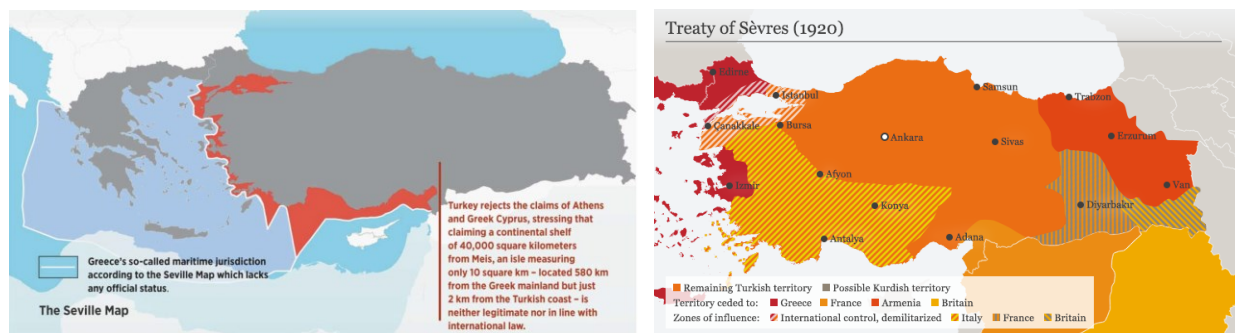 Turkey rejects the claims of Athens
and Greek Cyprus, stressing that
claiming a continental shelf
of 40,000 square kilometers
from Meis, an isle measuring
only 10 square km – located 580 km
from the Greek mainland but just
2 km from the Turkish coast – is
neither legitimate nor in line with
international law.
Greece's so-called maritime jurisdiction
according to the Seville Map which lacks
any official status.
The Seville Map
Treaty of Sèvres (1920)
Edirne
Istanbul
Samsun
Trabzon
Çanakkale
Bursa
Ankara
Sivas
Erzurum
Afyon
Izmir
Van
Konya
Diyarbakır
Antalya
Adana
Remaining Turkish territory Possible Kurdish territory
Territory ceded to: Greece France Armenia Britain
Zones of influence: International control, demilitarized Italy France Britain